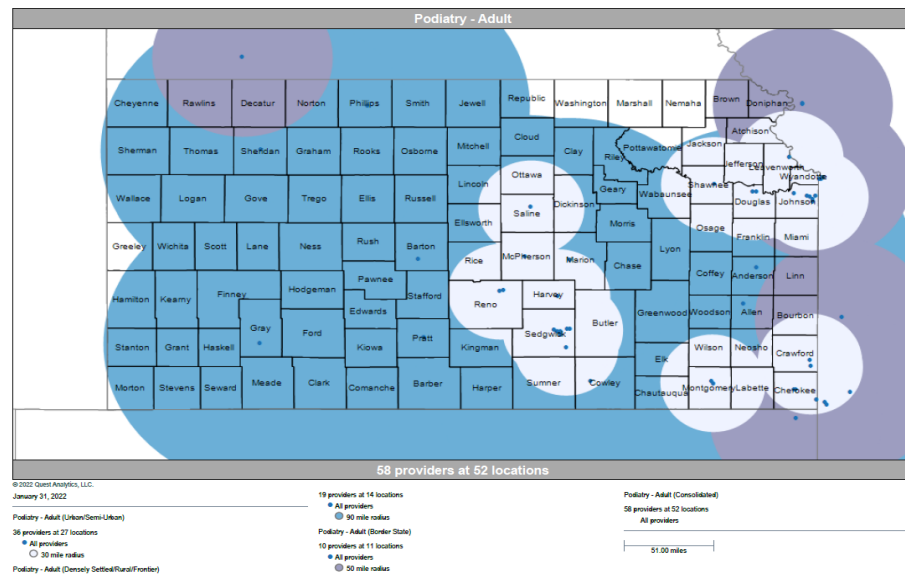 Podiatry - Adult
Cheyenne Rawlins Decatur Norton Phillips Smith Jewell Republic Washington Marshall Nemaha Brown Doniphan
Atchison
Sherman Thomas Sheridan Graham Rooks Osborne Mitchell Cloud Clay Riley Pottawatomie Jackson Jefferson Leavenworth
Wyandotte
Ottawa
Lincoln Geary Wabaunsee Shawnee
Wallace Logan Gove Trego Ellis Russell Saline Dickinson Douglas Johnson
Ellsworth Morris Osage
Greeley Wichita Scott Lane Ness Rush Barton Rice McPherson Marion Chase Lyon Franklin Miami
Pawnee Coffey Anderson Linn
Hamilton Kearny Finney Hodgeman Stafford Reno Harvey
Edwards Greenwood Woodson Allen Bourbon
Gray Ford Sedgwick Butler
Stanton Grant Haskell Kiowa Pratt Kingman Elk Wilson Neosho Crawford
Morton Stevens Seward Meade Clark Comanche Barber Harper Sumner Cowley Chautauqua Montgomery Labette Cherokee
58 providers at 52 locations
© 2022 Quest Analytics, LLC.
January 31, 2022
Podiatry - Adult (Urban/Semi-Urban)
36 providers at 27 locations
All providers
30 mile radius
Podiatry - Adult (Densely Settled/Rural/Frontier)
19 providers at 14 locations
All providers
90 mile radius
Podiatry - Adult (Border State)
10 providers at 11 locations
All providers
50 mile radius
Podiatry - Adult (Consolidated)
58 providers at 52 locations
All providers
51.00 miles